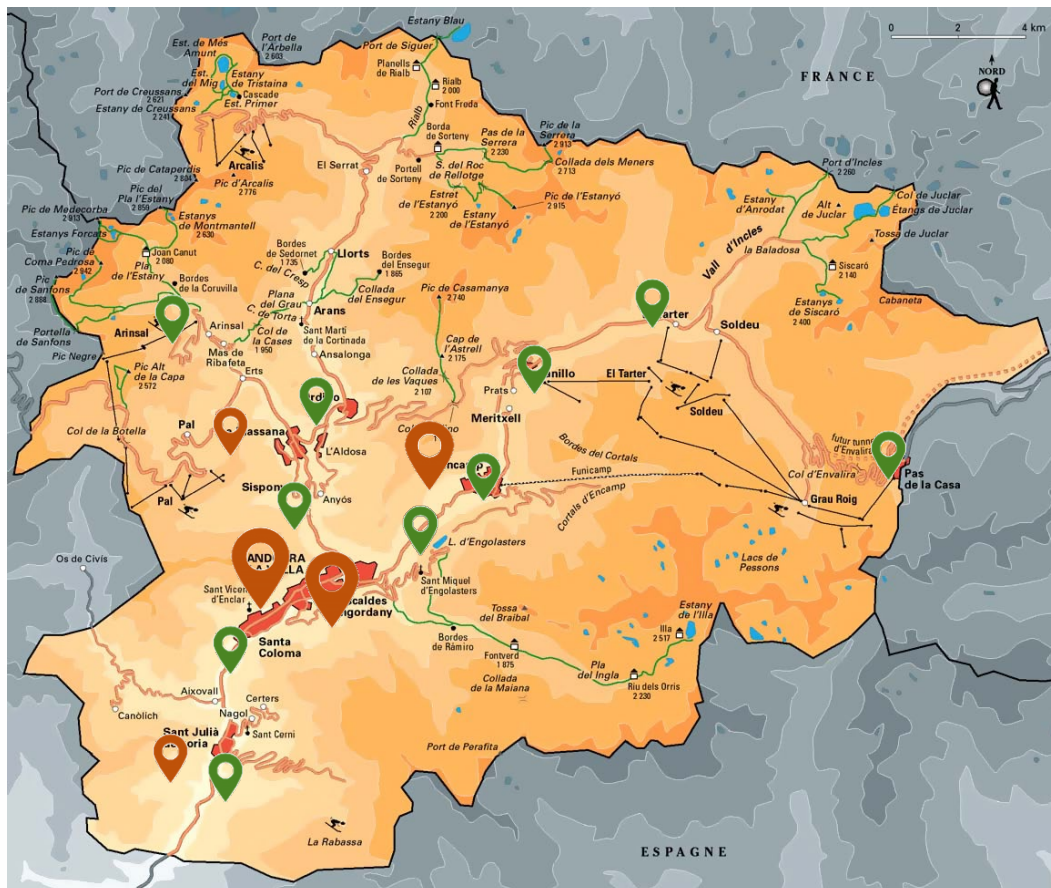 Estany Blau
0 2 4 km
Port de
l'Arbella
2 603
Est. de Més
Amunt
Port de Siguer
Planells
de Rialb
FRANCE
NORD
Est.
del Mig
Estany
de Tristaina
Cascade
Est. Primer
Rialb
2 000
Port de Creussans
2 621
Estany de Creussans
2 241
Font Freda
Rialb
Borda
de Sorteny
Pas de la
Serrera
2 230
Pic de la
Serrera
2 913
El Serrat
Portell
de Sorteny
S. del Roc
de Rellotge
Collada dels Meners
2 713
Port d'Incles
2 260
Arcalis
Pic de Cataperdis
2 804
Pic d'Arcalis
2 776
Estret
de l'Estanyó
2 200
Pic de l'Estanyó
2 915
Estany
de l'Estanyó
Estany
d'Anrodat
Alt
de Juclar
Col de Juclar
Étangs de Juclar
Pic del
Pla l'Estany
2 850
Pic de Medecorba
2 913
Estanys Forcats
Estanys
de Montmantell
2 630
Tossa de Juclar
Vall d'Incles
la Baladosa
Bordes
de Sedornet
1 735
Llorts
Bordes
del Ensegur
1 865
Joan Canut
2 080
Pic de
Coma Pedrosa
2 942
Pla
de l'Estany
C. del Cresp
Collada
del Ensegur
Siscaró
2 140
Pic de
Sanfons
2 888
Bordes
de la Coruvilla
Plana
del Grau
Pic de Casamanya
2 740
Estanys
de Siscaró
2 400
Cabaneta
C. de Torta
Arans
Portella
de Sanfons
Arinsal
Arinsal
Col de
la Cases
1 950
Sant Martí
de la Cortinada
Cap de
l'Astrell
2 175
arter
Soldeu
Pic Negre
Mas de
Ribafeta
Ansalonga
Pic Alt
de la Capa
2 572
Erts
Collada
de les Vaques
2 107
nillo
El Tarter
Prats
Soldeu
Meritxell
Pal
assana
Col de la Botella
L'Aldosa
Bordes del Cortals
futur tunnel
d'Envalira
Funicamp
Col d'Envalira
Pas
de la Casa
Sispon
Anyós
Pal
Cortals d'Encamp
Grau Roig
Os de Civís
L. d'Engolasters
Lacs de
Pessons
Sant Miquel
d'Engolasters
Tossa
del Braibal
Estany
de l'Illa
scaldes
ngordany
Illa
2 517
Santa
Coloma
Bordes
de Ràmiro
Fontverd
1 875
Pla
del Ingla
Collada
de la Maiana
Riu dels Orris
2 230
Aixovall
Certers
Canòlich
Nagol
Sant Julià
Sant Cerni
Port de Perafita
La Rabassa
ESPAGNE